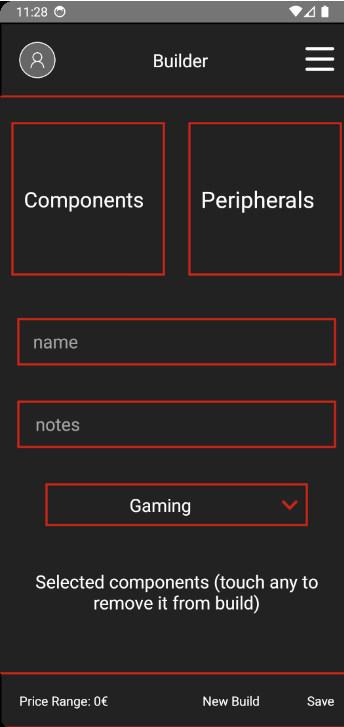 11:28
Builder
Components
Peripherals
name
notes
Gaming
Selected components (touch any to
remove it from build)
Price Range: 0€
New Build
Save